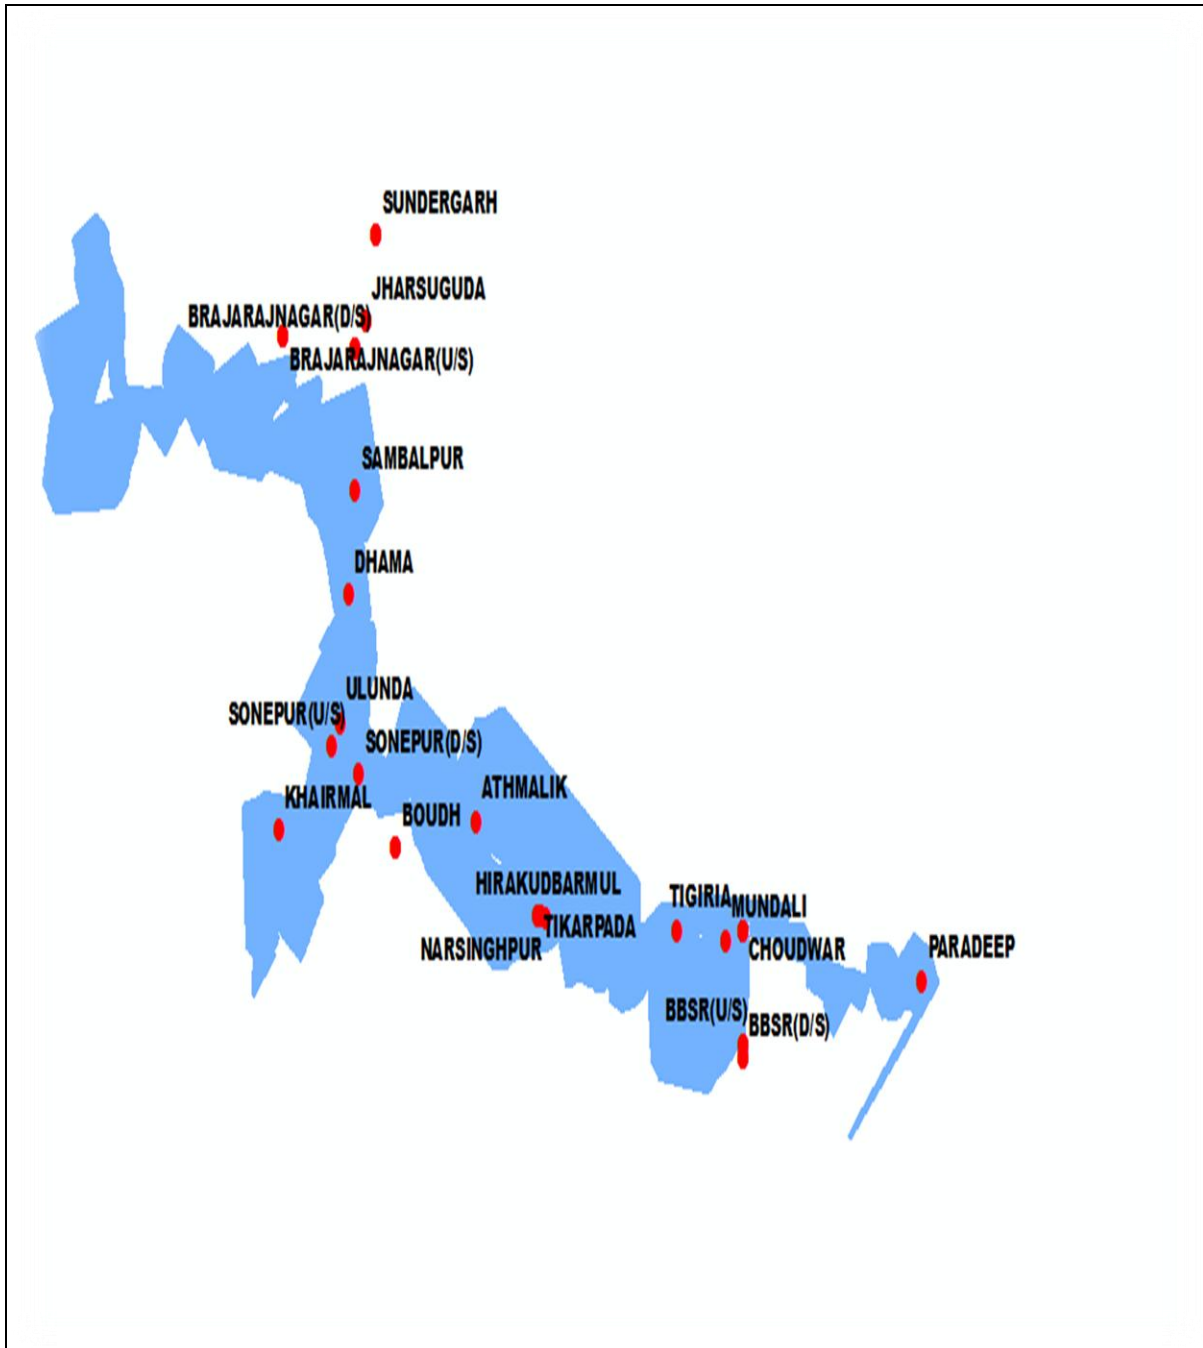 SUNDERGARH
JHARSUGUDA
BRAJARAJNAGAR(D/S)
BRAJARAJNAGAR(U/S)
SAMBALPUR
DHAMA
ULUNDA
SONEPUR(U/S)
SONEPUR(D/S)
ATHMALIK
KHAIRMAL
BOUDH
HIRAKUDBARMUL
TIGIRIA
MUNDALI
TIKARPADA
NARSINGHPUR
CHOUDWAR
PARADEEP
BBSR(U/S)
BBSR(D/S)